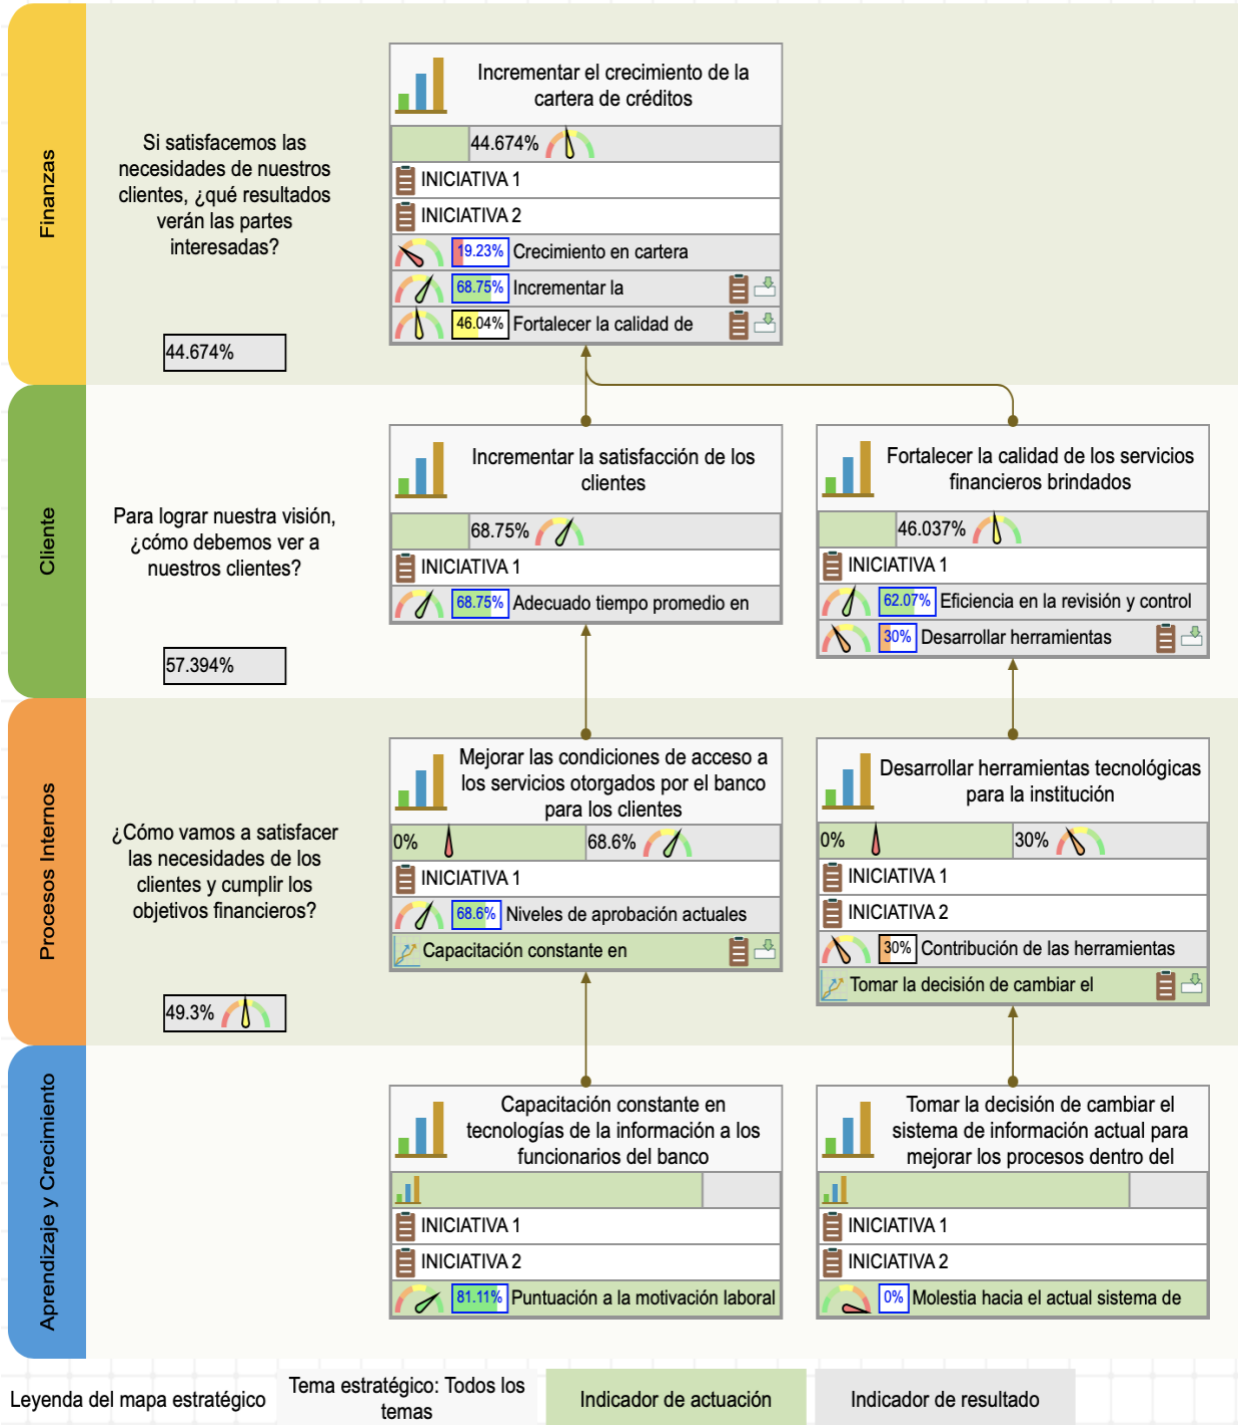 Finanzas
Si satisfacemos las
necesidades de nuestros
clientes, ¿qué resultados
verán las partes
interesadas?
44.674%
Incrementar el crecimiento de la
cartera de créditos
44.674%
INICIATIVA 1
INICIATIVA 2
19.23% Crecimiento en cartera
68.75% Incrementar la
46.04% Fortalecer la calidad de
Cliente
Para lograr nuestra visión,
¿cómo debemos ver a
nuestros clientes?
57.394%
Incrementar la satisfacción de los
clientes
68.75%
INICIATIVA 1
68.75% Adecuado tiempo promedio en
Fortalecer la calidad de los servicios
financieros brindados
46.037%
INICIATIVA 1
62.07% Eficiencia en la revisión y control
30% Desarrollar herramientas
Procesos Internos
¿Cómo vamos a satisfacer
las necesidades de los
clientes y cumplir los
objetivos financieros?
49.3%
Mejorar las condiciones de acceso a
los servicios otorgados por el banco
para los clientes
0% 68.6%
INICIATIVA 1
68.6% Niveles de aprobación actuales
Capacitación constante en
Desarrollar herramientas tecnológicas
para la institución
0% 30%
INICIATIVA 1
INICIATIVA 2
30% Contribución de las herramientas
Tomar la decisión de cambiar el
Aprendizaje y Crecimiento
Capacitación constante en
tecnologías de la información a los
funcionarios del banco
INICIATIVA 1
INICIATIVA 2
81.11% Puntuación a la motivación laboral
Tomar la decisión de cambiar el
sistema de información actual para
mejorar los procesos dentro del
INICIATIVA 1
INICIATIVA 2
0% Molestia hacia el actual sistema de
Leyenda del mapa estratégico
Tema estratégico: Todos los
temas
Indicador de actuación
Indicador de resultado